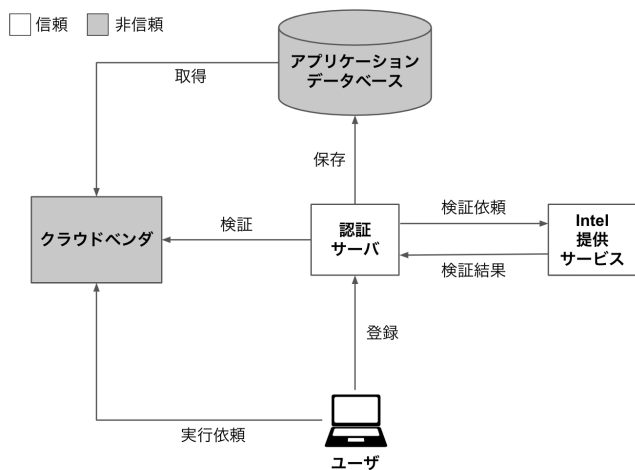 信頼
非信頼
アプリケーション
データベース
取得
保存
クラウドベンダ
検証
認証
サーバ
検証依頼
検証結果
Intel
提供
サービス
登録
実行依頼
ユーザ